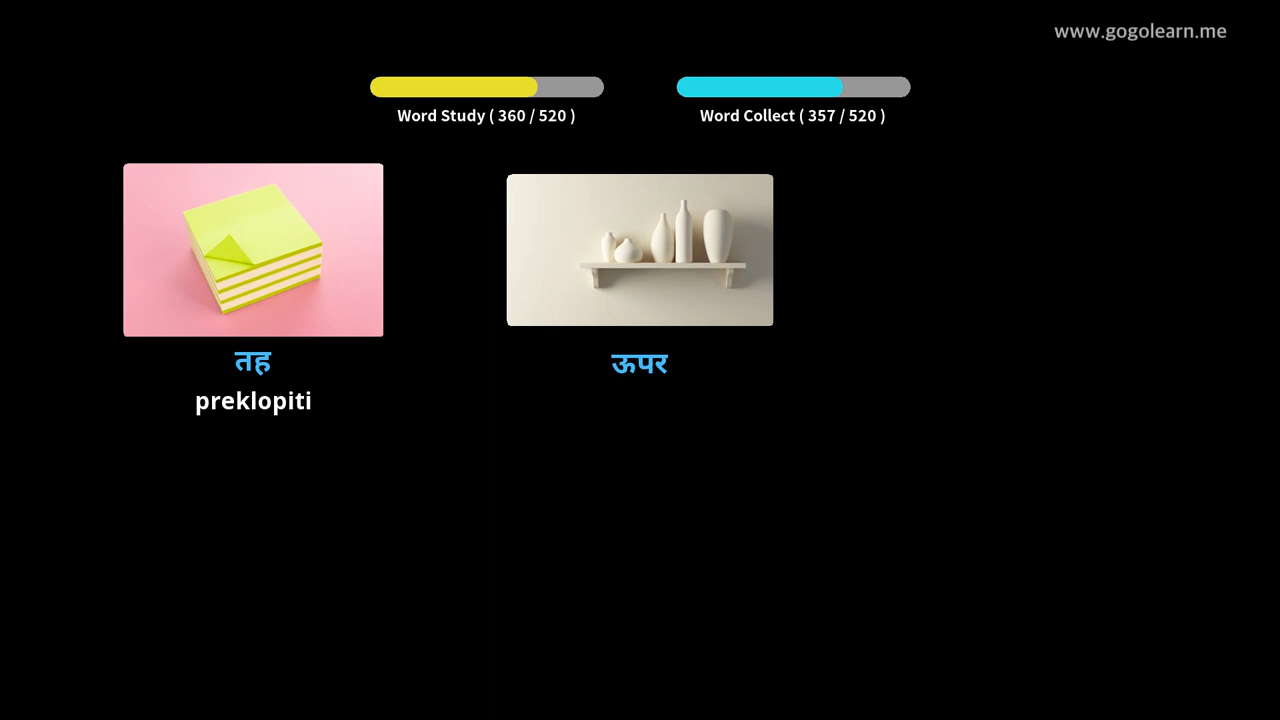 www.gogolearn.me
Word Study ( 360 / 520 )
Word Collect ( 357 / 520 )
तह
preklopiti
ऊपर